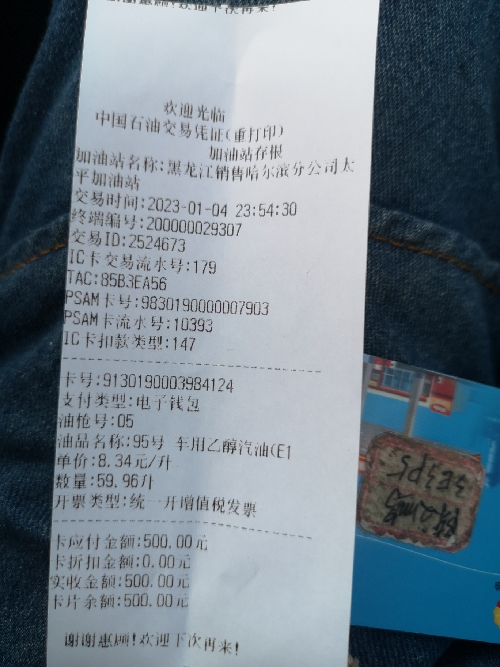 谢谢惠顾!欢迎下次再来!
欢迎光临
中国石油交易凭证(重打印)
加油站存根
加油站名称:黑龙江销售哈尔滨分公司太
平加油站
交易时间:2023-01-04 23:54:30
终端编号:200000029307
交易ID:2524673
IC卡交易流水号:179
TAC:85B3EA56
PSAM卡号:9830190000007903
PSAM卡流水号:10393
IC卡扣款类型:147
卡号:9130190003984124
支付类型:电子钱包
油枪号:05
油品名称:95号 车用乙醇汽油(E1
单价:8.34元/升
数量:59.96升
开票类型:统一开增值税发票
卡应付金额:500.00元
卡折扣金额:0.00元
实收金额:500.00元
卡片余额:500.00元
谢谢惠顾!欢迎下次再来!